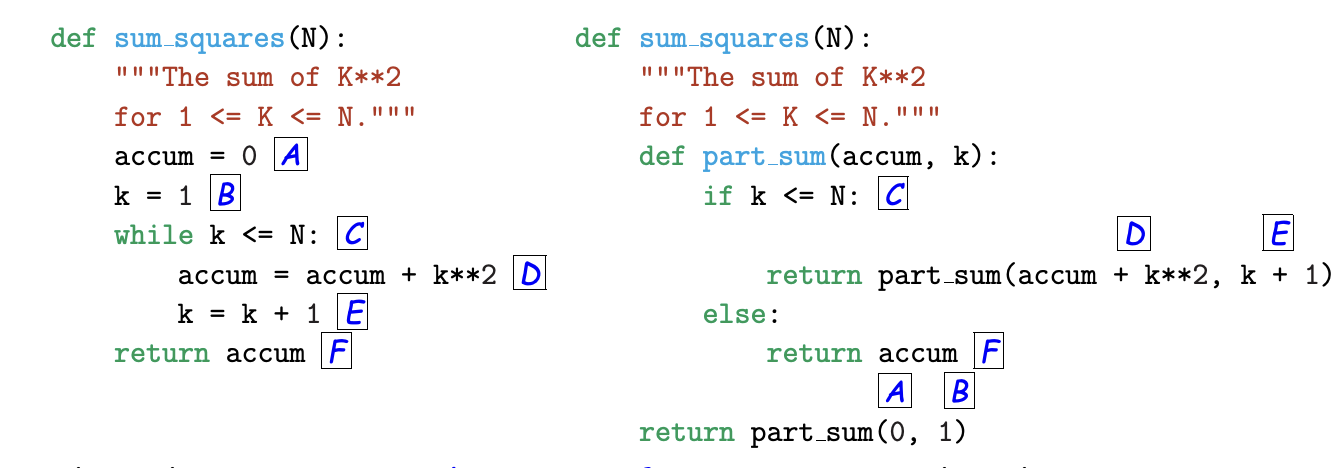 def sum_squares(N):
"""The sum of K**2
for 1 <= K <= N."""
accum = 0 A
k = 1 B
while k <= N: C
accum = accum + k**2 D
k = k + 1 E
return accum F
def sum_squares(N):
"""The sum of K**2
for 1 <= K <= N."""
def part_sum(accum, k):
if k <= N: C
D E
return part_sum(accum + k**2, k + 1)
else:
return accum F
A B
return part_sum(0, 1)